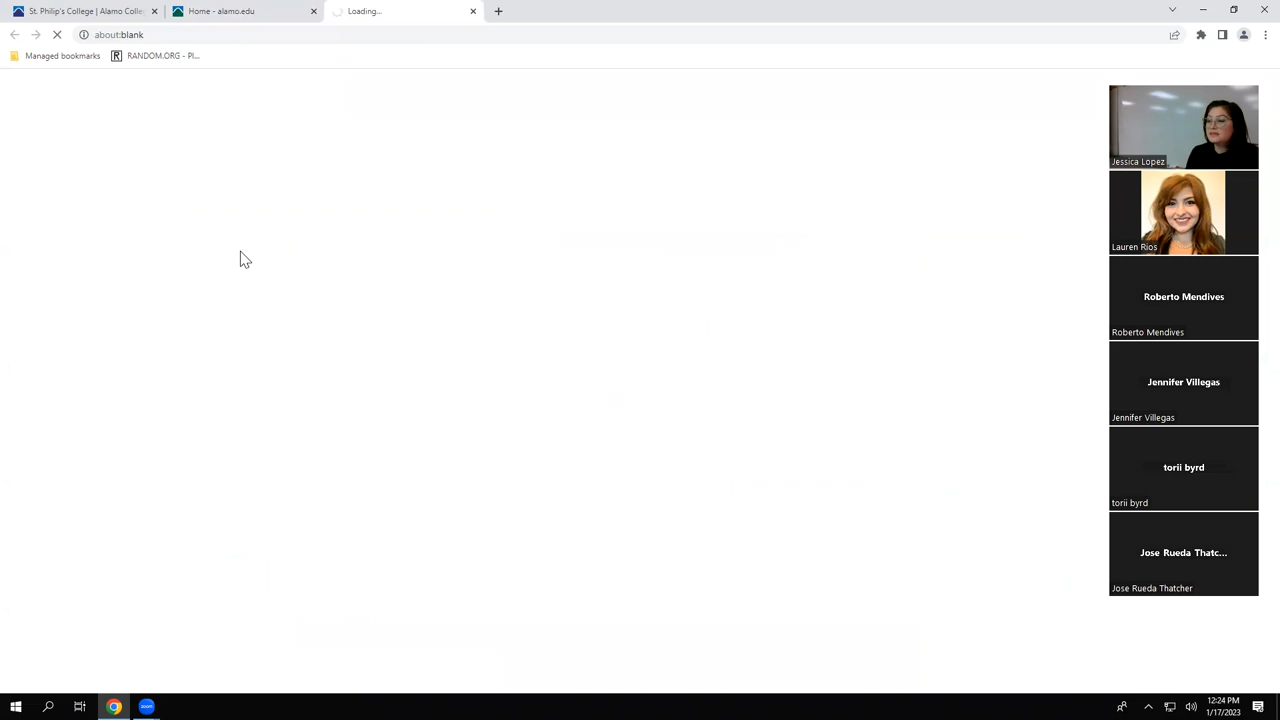 St. Philip's College | Alamo Colle
Home - alamo.edu
Loading...
about:blank
Managed bookmarks
RANDOM.ORG - Pl...
Jessica Lopez
Lauren Rios
Roberto Mendives
Roberto Mendives
Jennifer Villegas
Jennifer Villegas
torii byrd
torii byrd
Jose Rueda Thatc...
Jose Rueda Thatcher
zoom
12:24 PM
1/17/2023